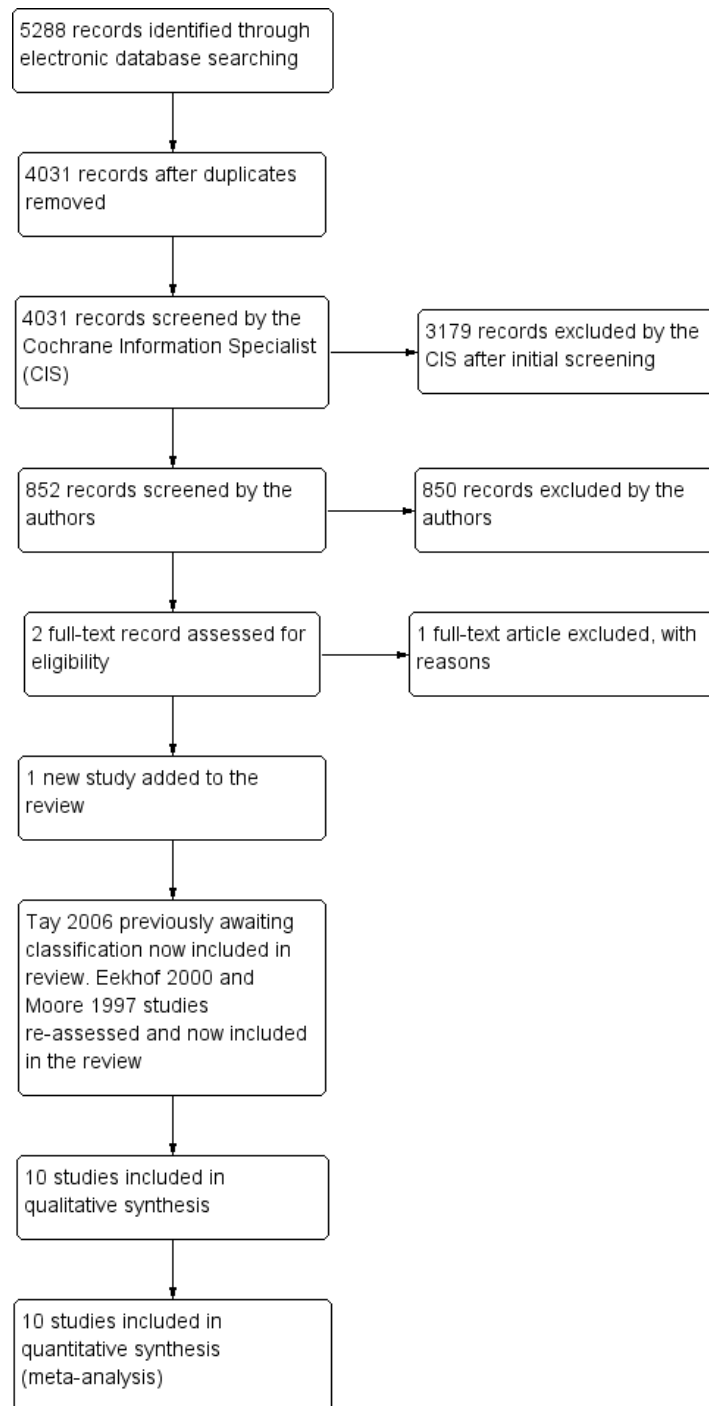 5288 records identified through
electronic database searching
4031 records after duplicates
removed
4031 records screened by the
Cochrane Information Specialist
(CIS)
3179 records excluded by the
CIS after initial screening
852 records screened by the
authors
850 records excluded by the
authors
2 full-text record assessed for
eligibility
1 full-text article excluded, with
reasons
1 new study added to the
review
Tay 2006 previously awaiting
classification now included in
review. Eekhof 2000 and
Moore 1997 studies
re-assessed and now included
in the review
10 studies included in
qualitative synthesis
10 studies included in
quantitative synthesis
(meta-analysis)